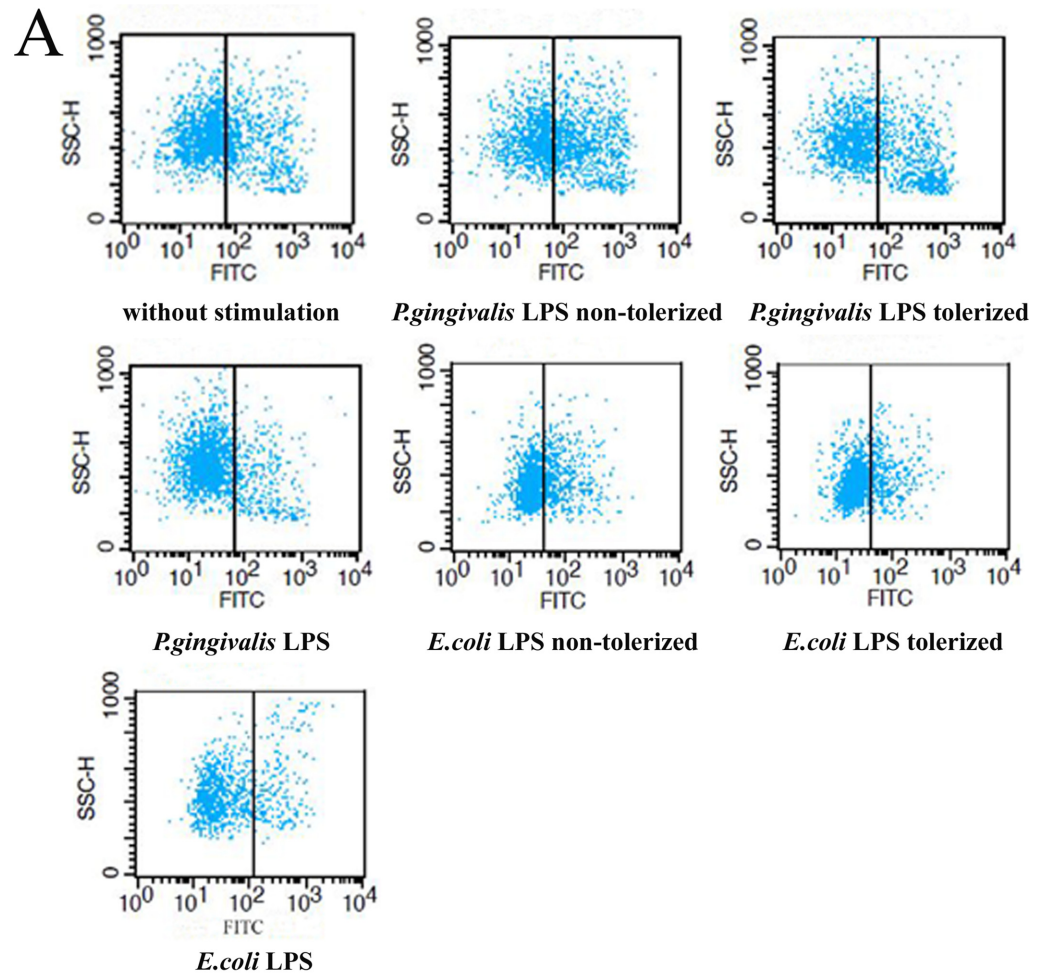 A
1000
SSC-H
0
10^0 10^1 10^2 10^3 10^4
FITC
without stimulation
1000
SSC-H
0
10^0 10^1 10^2 10^3 10^4
FITC
P.gingivalis LPS non-tolerized
1000
SSC-H
0
10^0 10^1 10^2 10^3 10^4
FITC
P.gingivalis LPS tolerized
1000
SSC-H
0
10^0 10^1 10^2 10^3 10^4
FITC
P.gingivalis LPS
1000
SSC-H
0
10^0 10^1 10^2 10^3 10^4
FITC
E.coli LPS non-tolerized
1000
SSC-H
0
10^0 10^1 10^2 10^3 10^4
FITC
E.coli LPS tolerized
1000
SSC-H
0
10^0 10^1 10^2 10^3 10^4
FITC
E.coli LPS